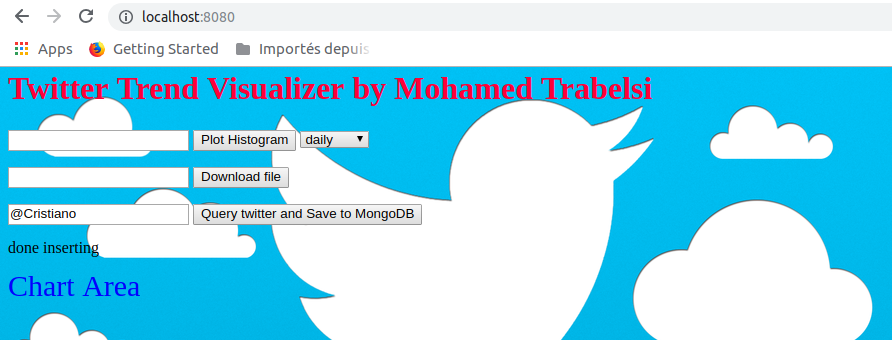 localhost:8080
Apps Getting Started Importés depuis
Twitter Trend Visualizer by Mohamed Trabelsi
Plot Histogram daily
Download file
@Cristiano Query twitter and Save to MongoDB
done inserting
Chart Area